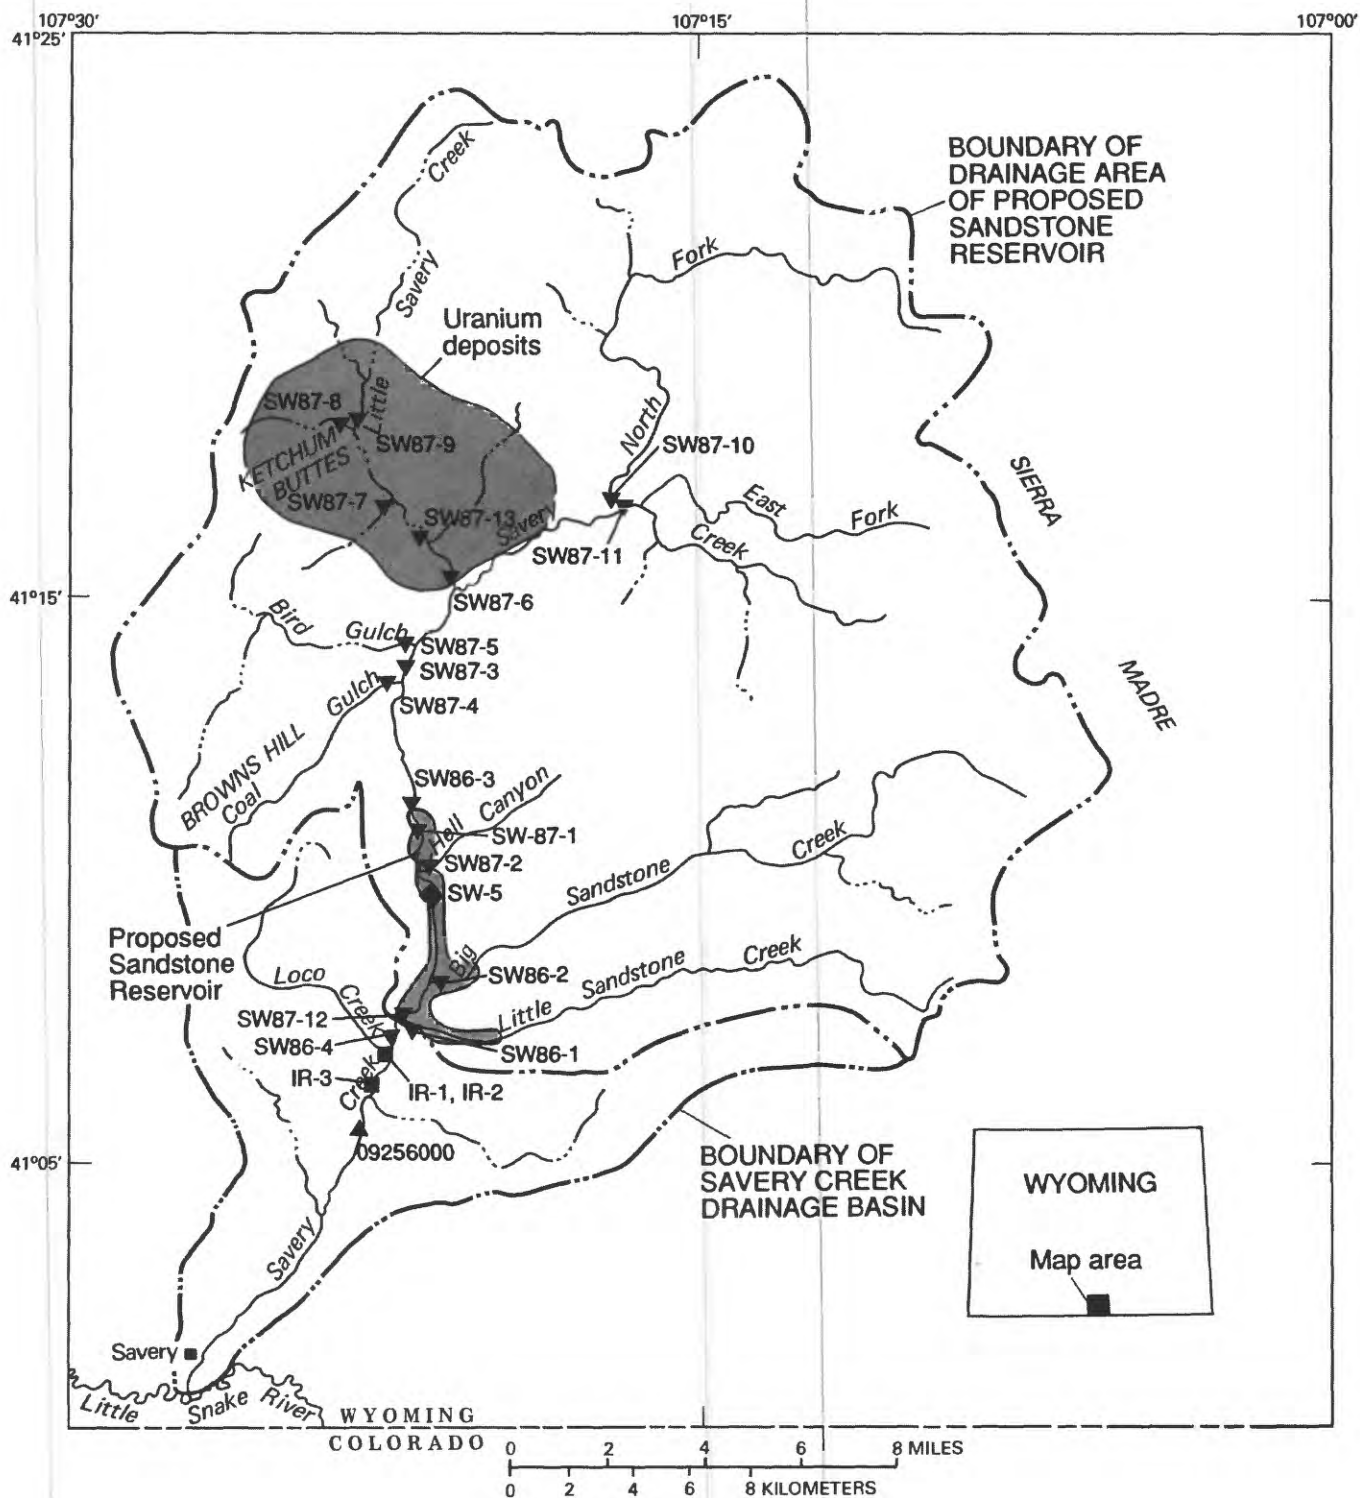 107°30′
107°15′
107°00′
41°25′
BOUNDARY OF
DRAINAGE AREA
OF PROPOSED
SANDSTONE
RESERVOIR
Creek
Savery
Fork
Uranium
deposits
Little
SW87-8
SW87-9
KETCHUM
BUTTES
North
SW87-10
SW87-7
SW87-13
Savery
SW87-11
East
Fork
Creek
SIERRA
MADRE
41°15′
SW87-6
Bird
Gulch
SW87-5
SW87-3
Gulch
SW87-4
BROWNS HILL
Coal
SW86-3
Hell
Canyon
SW-87-1
SW87-2
SW-5
Sandstone
Creek
Proposed
Sandstone
Reservoir
Big
SW86-2
Sandstone
Creek
Little
Loco
Creek
SW87-12
SW86-4
SW86-1
IR-3
Creek
IR-1, IR-2
09256000
41°05′
BOUNDARY OF
SAVERY CREEK
DRAINAGE BASIN
WYOMING
Map area
Savery
Savery
Little
Snake
River
WYOMING
COLORADO
0 2 4 6 8 MILES
0 2 4 6 8 KILOMETERS